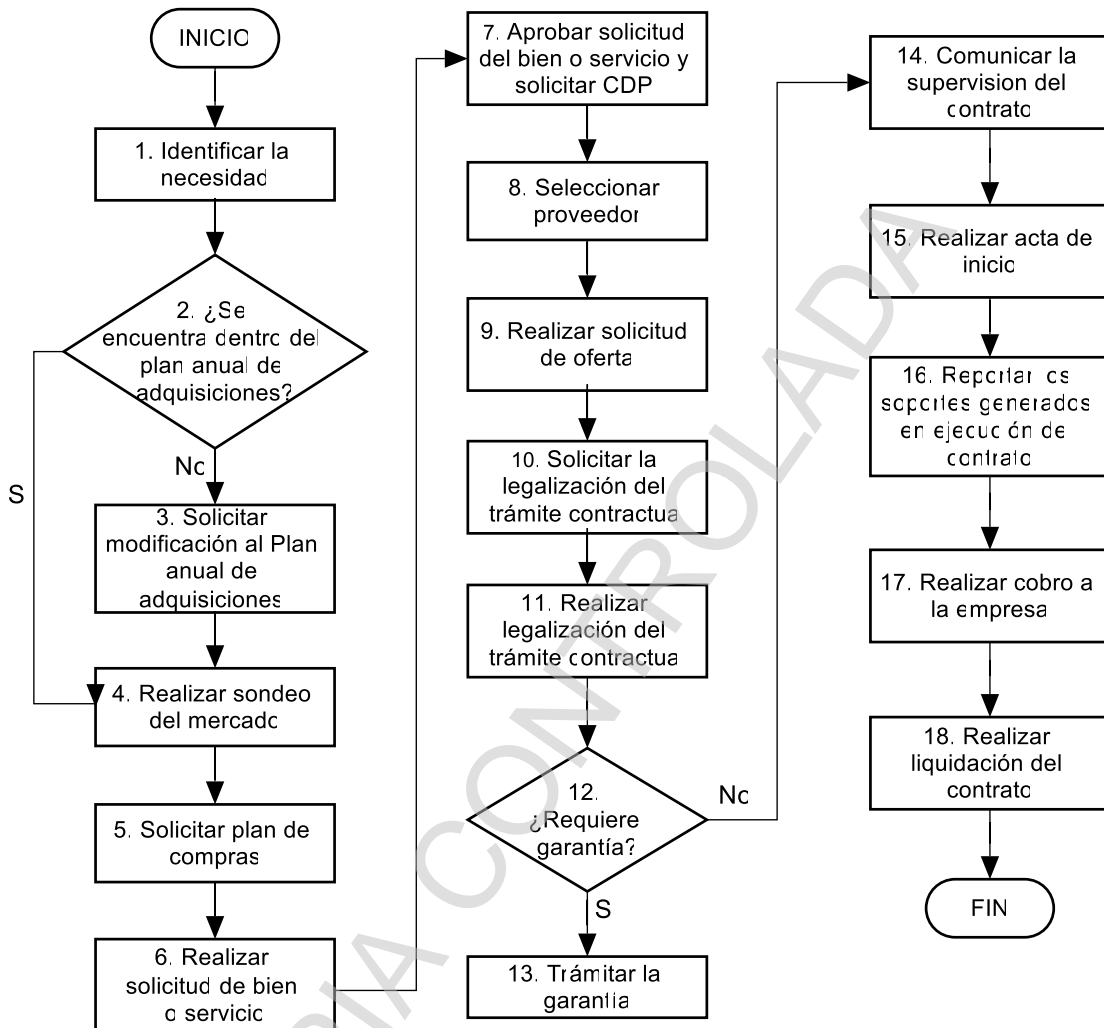 INICIO
1. Identificar la
necesidad
2. ¿Se
encuentra dentro del
plan anual de
adquisiciones?
No
S
3. Solicitar
modificación al Plan
anual de
adquisiciones
4. Realizar sondeo
del mercado
5. Solicitar plan de
compras
6. Realizar
solicitud de bien
o servicio
7. Aprobar solicitud
del bien o servicio y
solicitar CDP
8. Seleccionar
proveedor
9. Realizar solicitud
de oferta
10. Solicitar la
legalización del
trámite contractua
11. Realizar
legalización del
trámite contractua
12.
¿Requiere
garantía?
No
S
13. Trámitar la
garantía
14. Comunicar la
supervision del
contrato
15. Realizar acta de
inicio
16. Reportar los
soportes generados
en ejecución de
contrato
17. Realizar cobro a
la empresa
18. Realizar
liquidación del
contrato
FIN
CONTROLADA